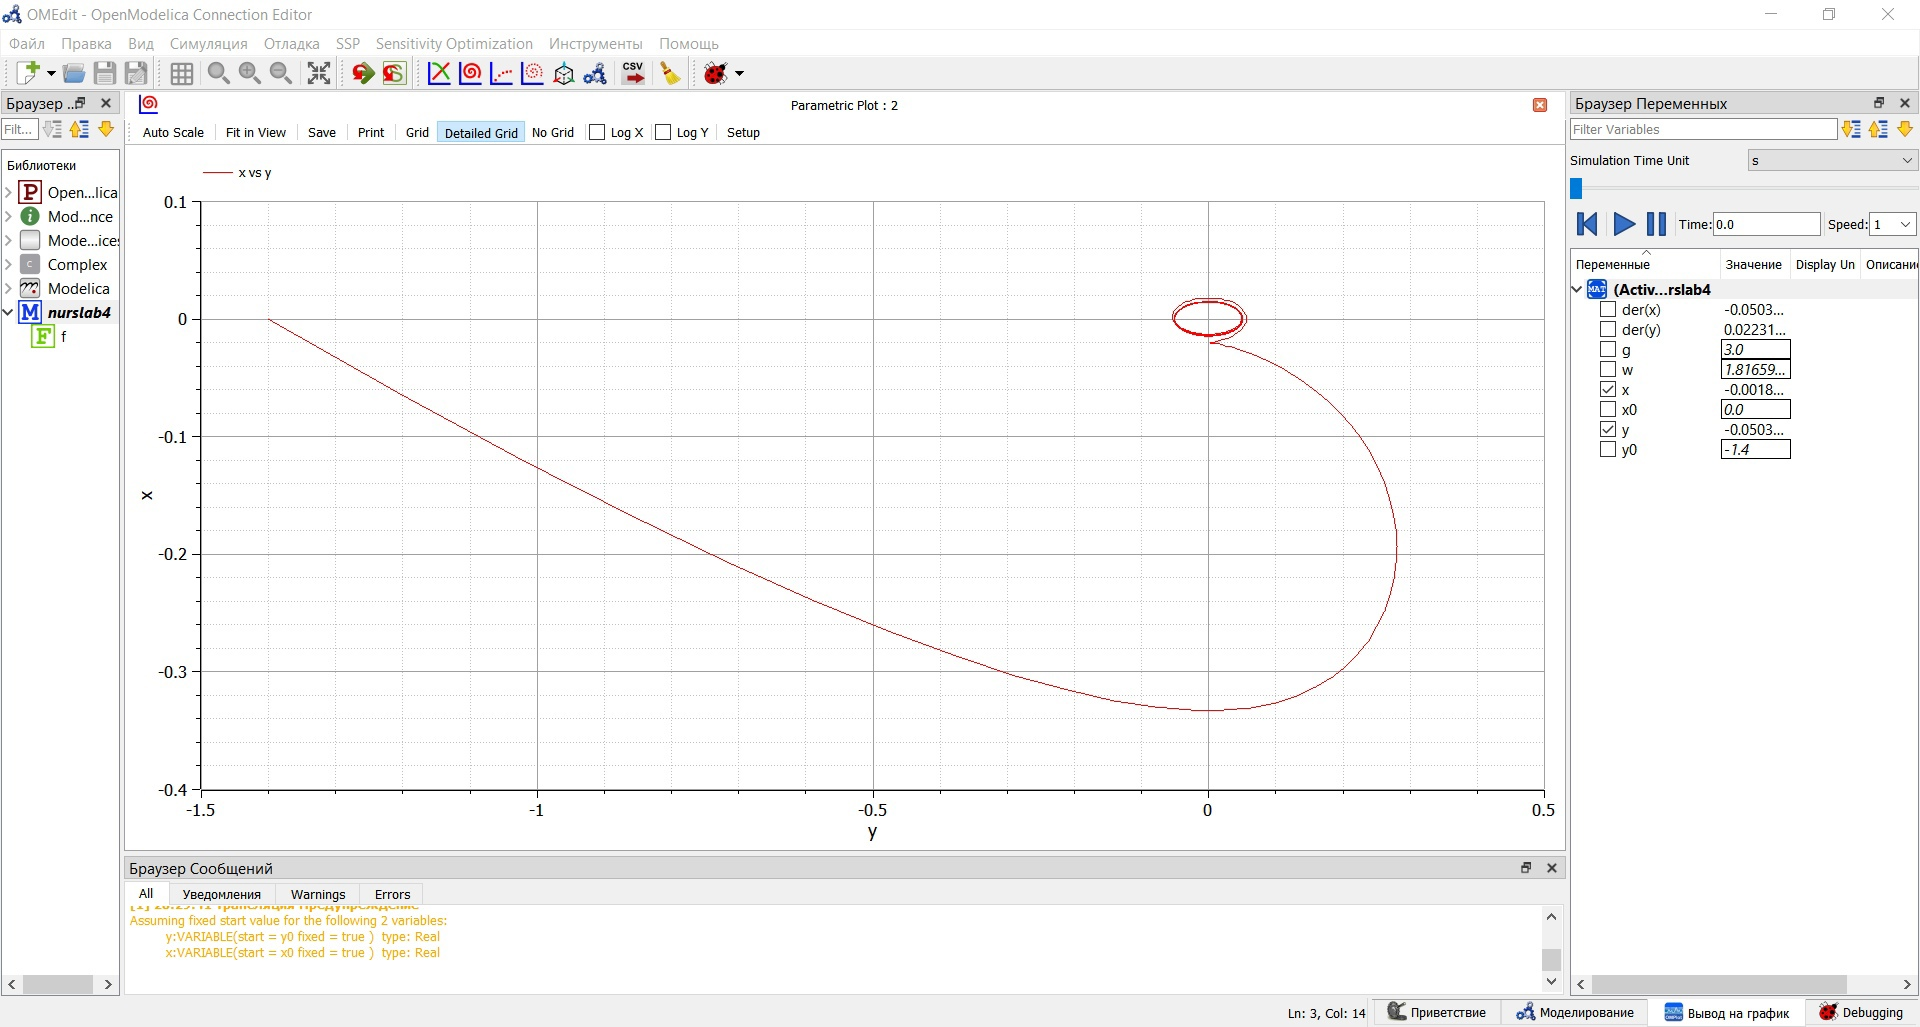 OMEdit - OpenModelica Connection Editor
Файл Правка Вид Симуляция Отладка SSP Sensitivity Optimization Инструменты Помощь
CSV
Браузер ..
Filt...
Библиотеки
P Open...lica
i Mod...nce
Mode...ices
C Complex
Modelica
M nurslab4
F f
Parametric Plot : 2
Auto Scale Fit in View Save Print Grid Detailed Grid No Grid Log X Log Y Setup
x vs y
0.1
0
-0.1
-0.2
-0.3
-0.4
x
-1.5 -1 -0.5 0 0.5
y
Браузер Сообщений
All Уведомления Warnings Errors
Assuming fixed start value for the following 2 variables:
y:VARIABLE(start = y0 fixed = true ) type: Real
x:VARIABLE(start = x0 fixed = true ) type: Real
Браузер Переменных
Filter Variables
Simulation Time Unit s
Time: 0.0 Speed: 1
Переменные Значение Display Un Описание
MAT (Activ...rslab4
der(x) -0.0503...
der(y) 0.02231...
g 3.0
w 1.81659...
x -0.0018...
x0 0.0
y -0.0503...
y0 -1.4
Ln: 3, Col: 14 Приветствие Моделирование Вывод на график Debugging